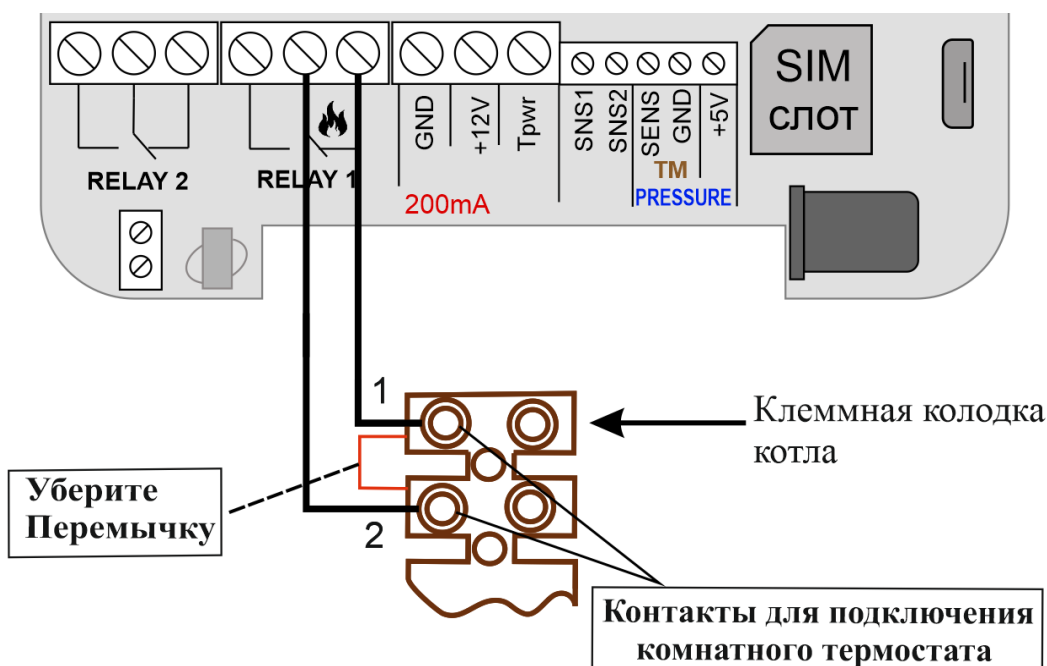 GND
+12V
Tpwr
SNS1
SNS2
SENS
GND
+5V
SIM
слот
RELAY 2
RELAY 1
200mA
TM
PRESSURE
1
Клеммная колодка
котла
Уберите
Перемычку
2
Контакты для подключения
комнатного термостата